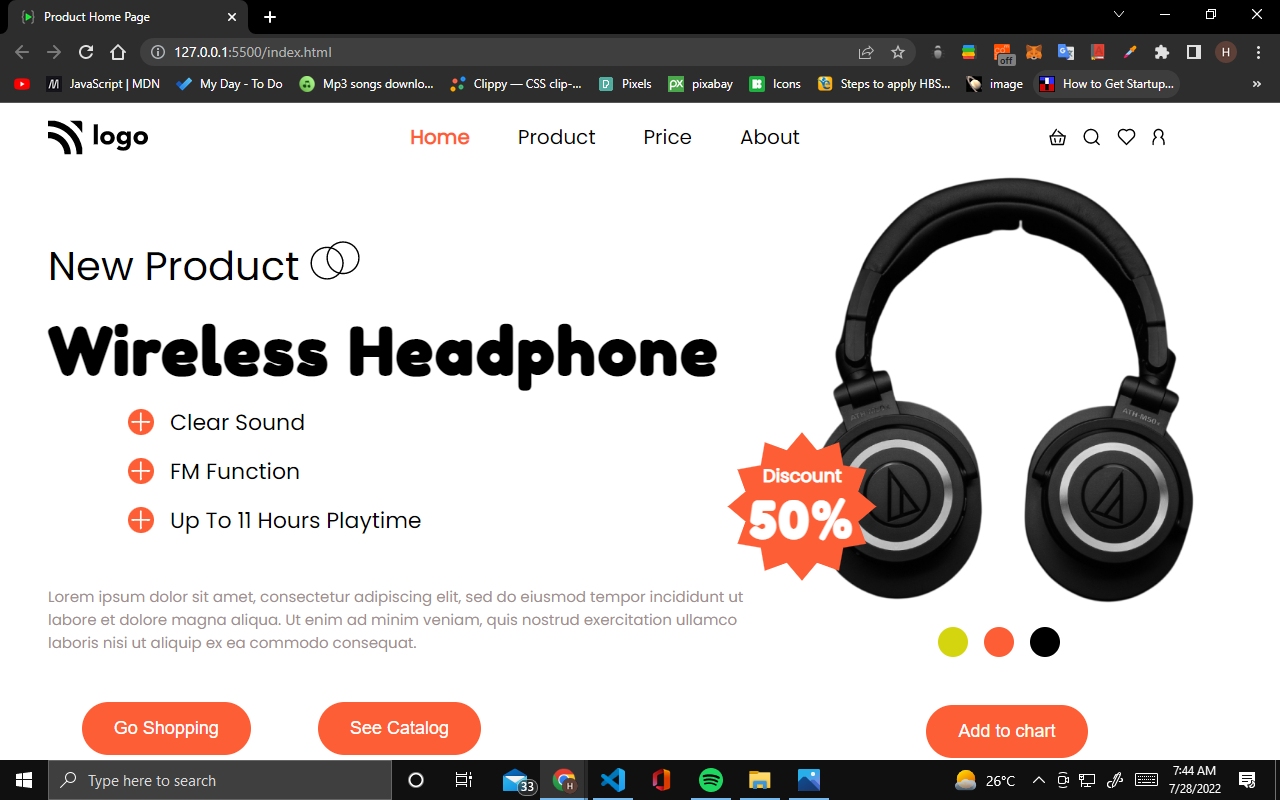 Product Home Page
127.0.0.1:5500/index.html
off
H
JavaScript | MDN
My Day - To Do
Mp3 songs downlo...
Clippy — CSS clip-...
Pixels
px
pixabay
Icons
Steps to apply HBS...
image
How to Get Startup...
»
logo
Home
Product
Price
About
New Product
Wireless Headphone
Clear Sound
FM Function
Up To 11 Hours Playtime
ATH-M50x
Discount
50%
Lorem ipsum dolor sit amet, consectetur adipiscing elit, sed do eiusmod tempor incididunt ut
labore et dolore magna aliqua. Ut enim ad minim veniam, quis nostrud exercitation ullamco
laboris nisi ut aliquip ex ea commodo consequat.
Go Shopping
See Catalog
Add to chart
Type here to search
33
H
26°C
7:44 AM
7/28/2022